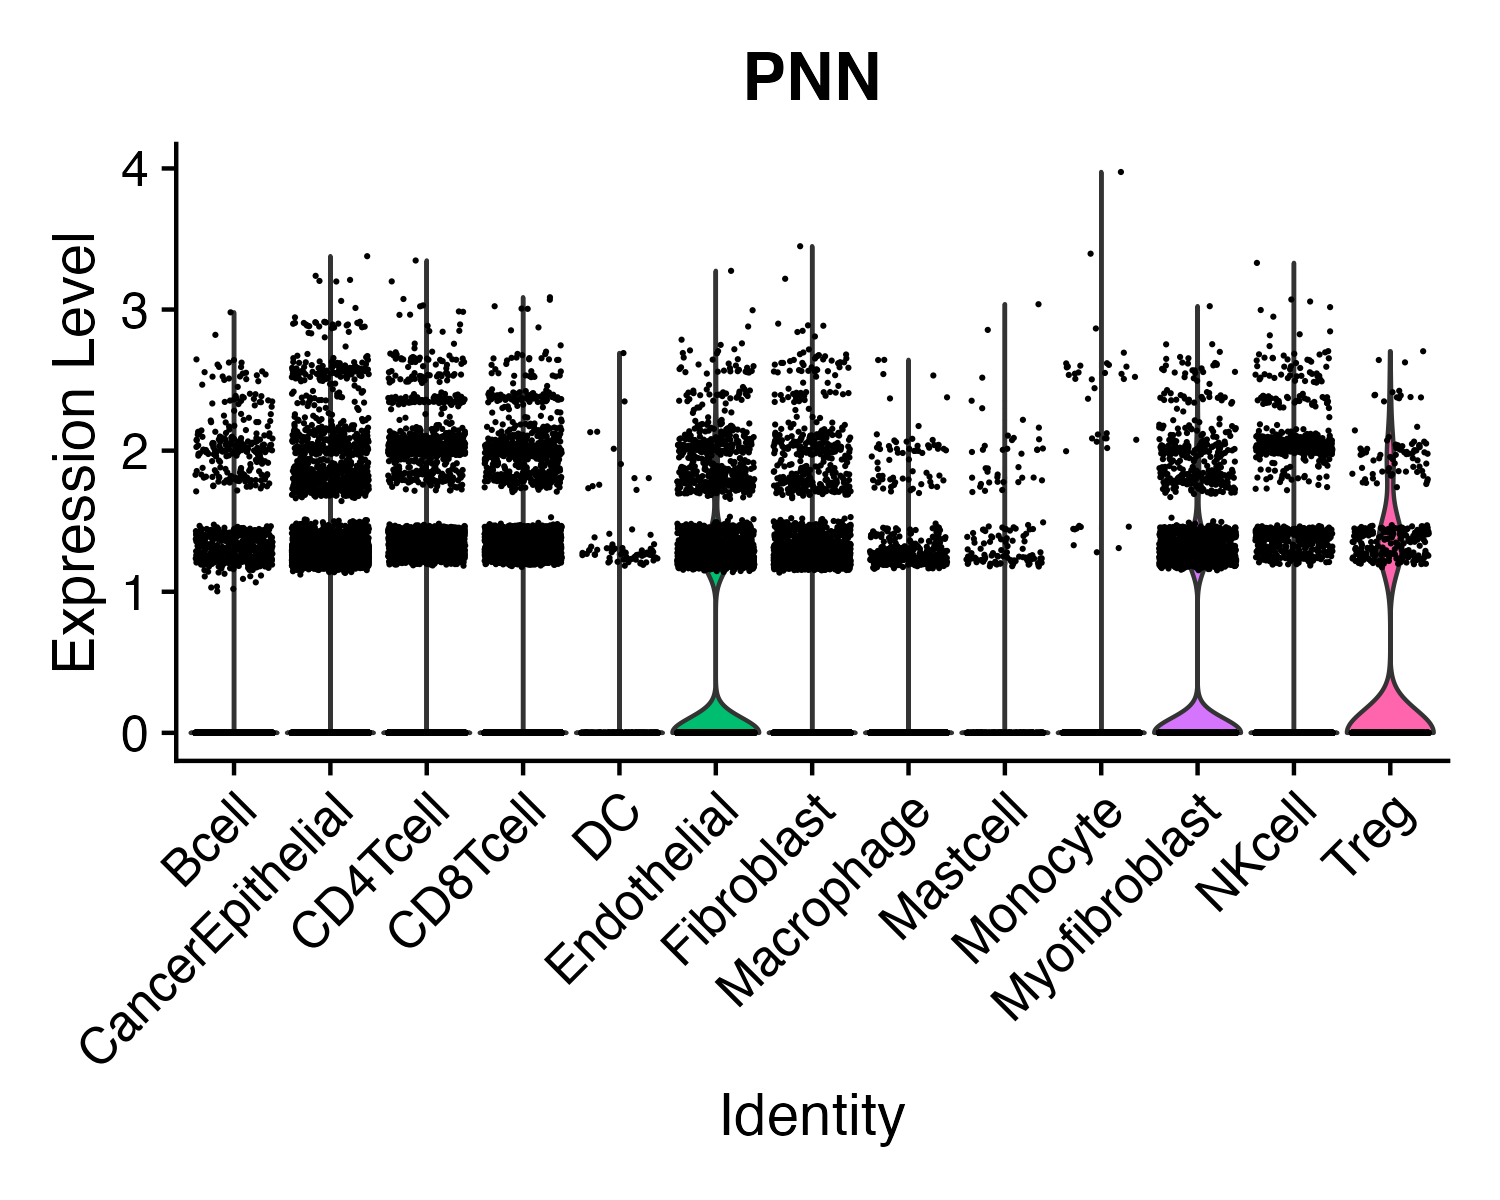 PNN
Expression Level
4
3
2
1
0
Bcell
CancerEpithelial
CD4Tcell
CD8Tcell
DC
Endothelial
Fibroblast
Macrophage
Mastcell
Monocyte
Myofibroblast
NKcell
Treg
Identity